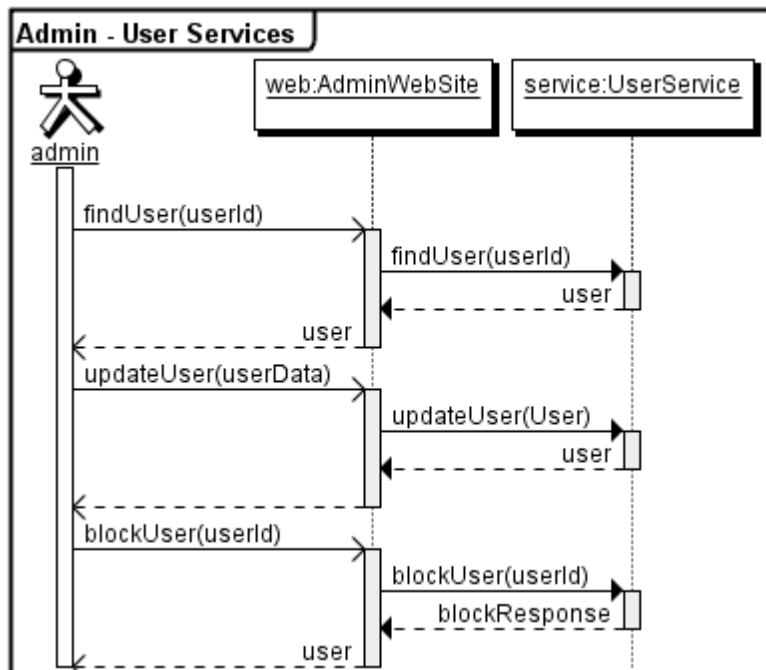 Admin - User Services
web:AdminWebSite
service:UserService
admin
findUser(userId)
findUser(userId)
user
user
updateUser(userData)
updateUser(User)
user
blockUser(userId)
blockUser(userId)
blockResponse
user